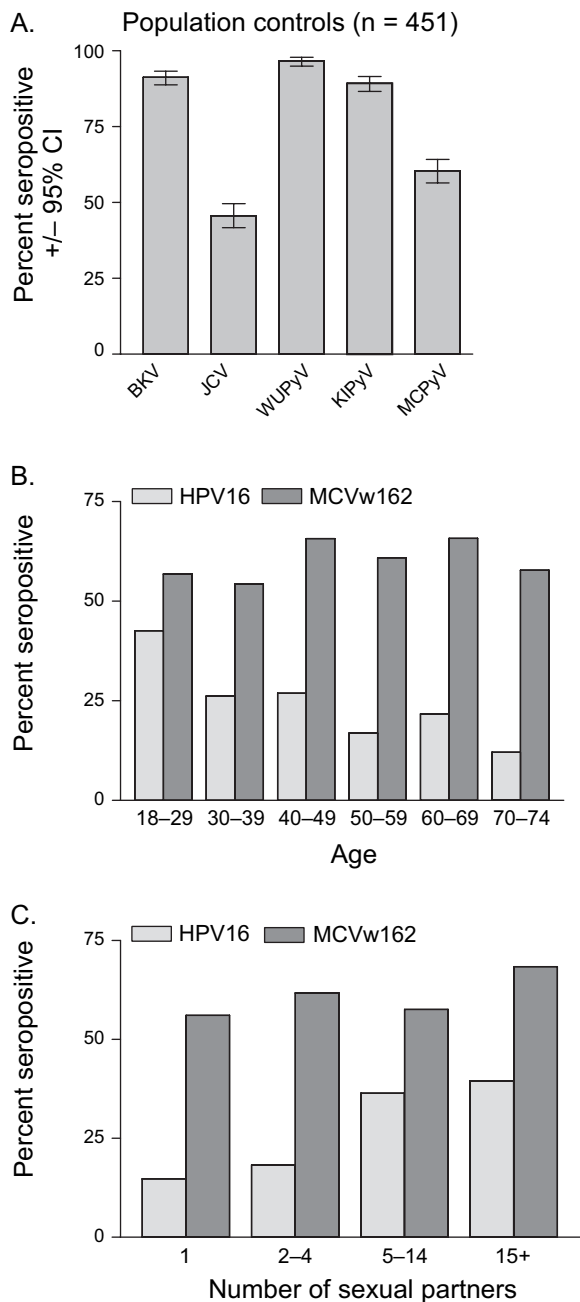 A. Population controls (n = 451)
Percent seropositive
+/– 95% CI
100
75
50
25
0
BKV
JCV
WUPyV
KIPyV
MCPyV
B.
HPV16 MCVw162
Percent seropositive
75
50
25
0
18–29 30–39 40–49 50–59 60–69 70–74
Age
C.
HPV16 MCVw162
Percent seropositive
75
50
25
0
1 2–4 5–14 15+
Number of sexual partners